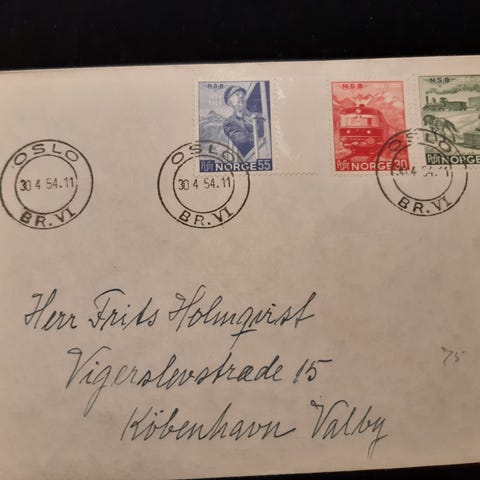 NSB
NORGE 55
NSB
NORGE 30
NSB
NORGE
OSLO
30 4 54.11
BR. VI
OSLO
30 4 54.11
BR. VI
OSLO
30 4 54.11
BR. VI
Herr Frits Holmqvist
Vigerslevstræde 15
København Valby
75